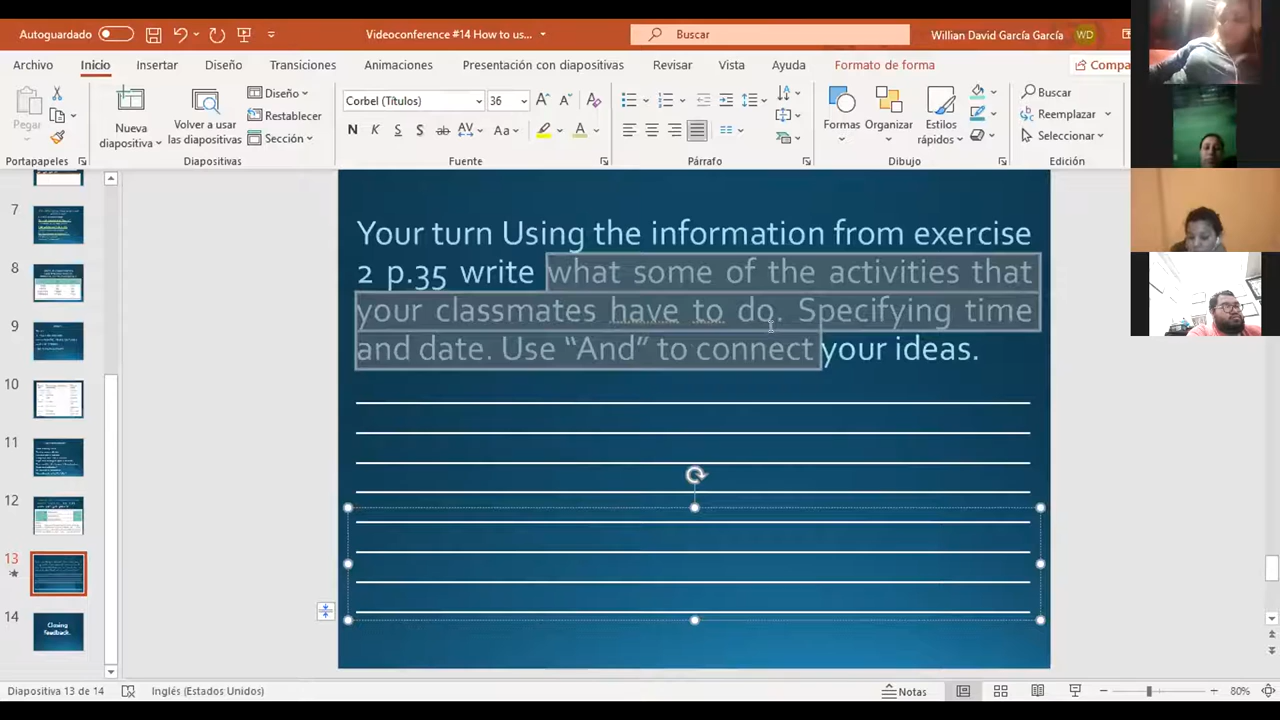 Autoguardado
Videoconference #14 How to us...
Buscar
Willian David García García
WD
Archivo Inicio Insertar Diseño Transiciones Animaciones Presentación con diapositivas Revisar Vista Ayuda Formato de forma
Compa
Pegar
Nueva diapositiva
Volver a usar las diapositivas
Diseño
Restablecer
Sección
Corbel (Títulos) 36
N K S S ab AV Aa A
Formas
Organizar
Estilos rápidos
Buscar
Reemplazar
Seleccionar
Portapapeles Diapositivas Fuente Párrafo Dibujo Edición
7
8
9
10
11
12
13
14
Closing feedback.
Your turn Using the information from exercise
2 p.35 write what some of the activities that
your classmates have to do. Specifying time
and date. Use “And” to connect your ideas.
Diapositiva 13 de 14
Inglés (Estados Unidos)
Notas
80%